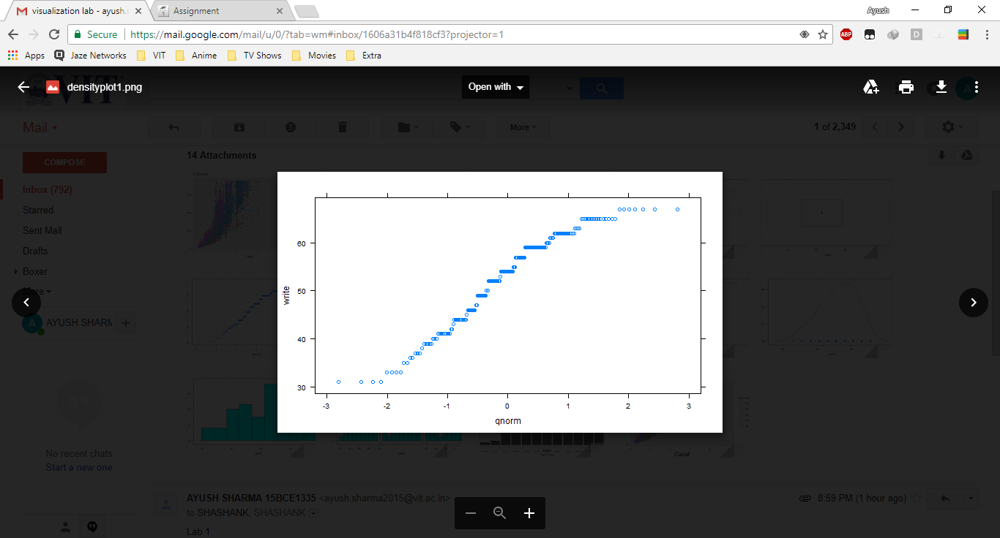 visualization lab - ayush.s
Assignment
Ayush
Secure
https://mail.google.com/mail/u/0/?tab=wm#inbox/1606a31b4f818cf3?projector=1
ABP
D
Apps
Jaze Networks
VIT
Anime
TV Shows
Movies
Extra
VIT
densityplot1.png
Open with
A
Mail
More
1 of 2,349
COMPOSE
14 Attachments
Inbox (792)
Starred
Sent Mail
Drafts
Boxer
More
A
AYUSH SHARM
60
50
40
30
write
-3 -2 -1 0 1 2 3
qnorm
No recent chats
Start a new one
Carat
AYUSH SHARMA 15BCE1335 <ayush.sharma2015@vit.ac.in>
8:59 PM (1 hour ago)
to SHASHANK, SHASHANK
Lab 1